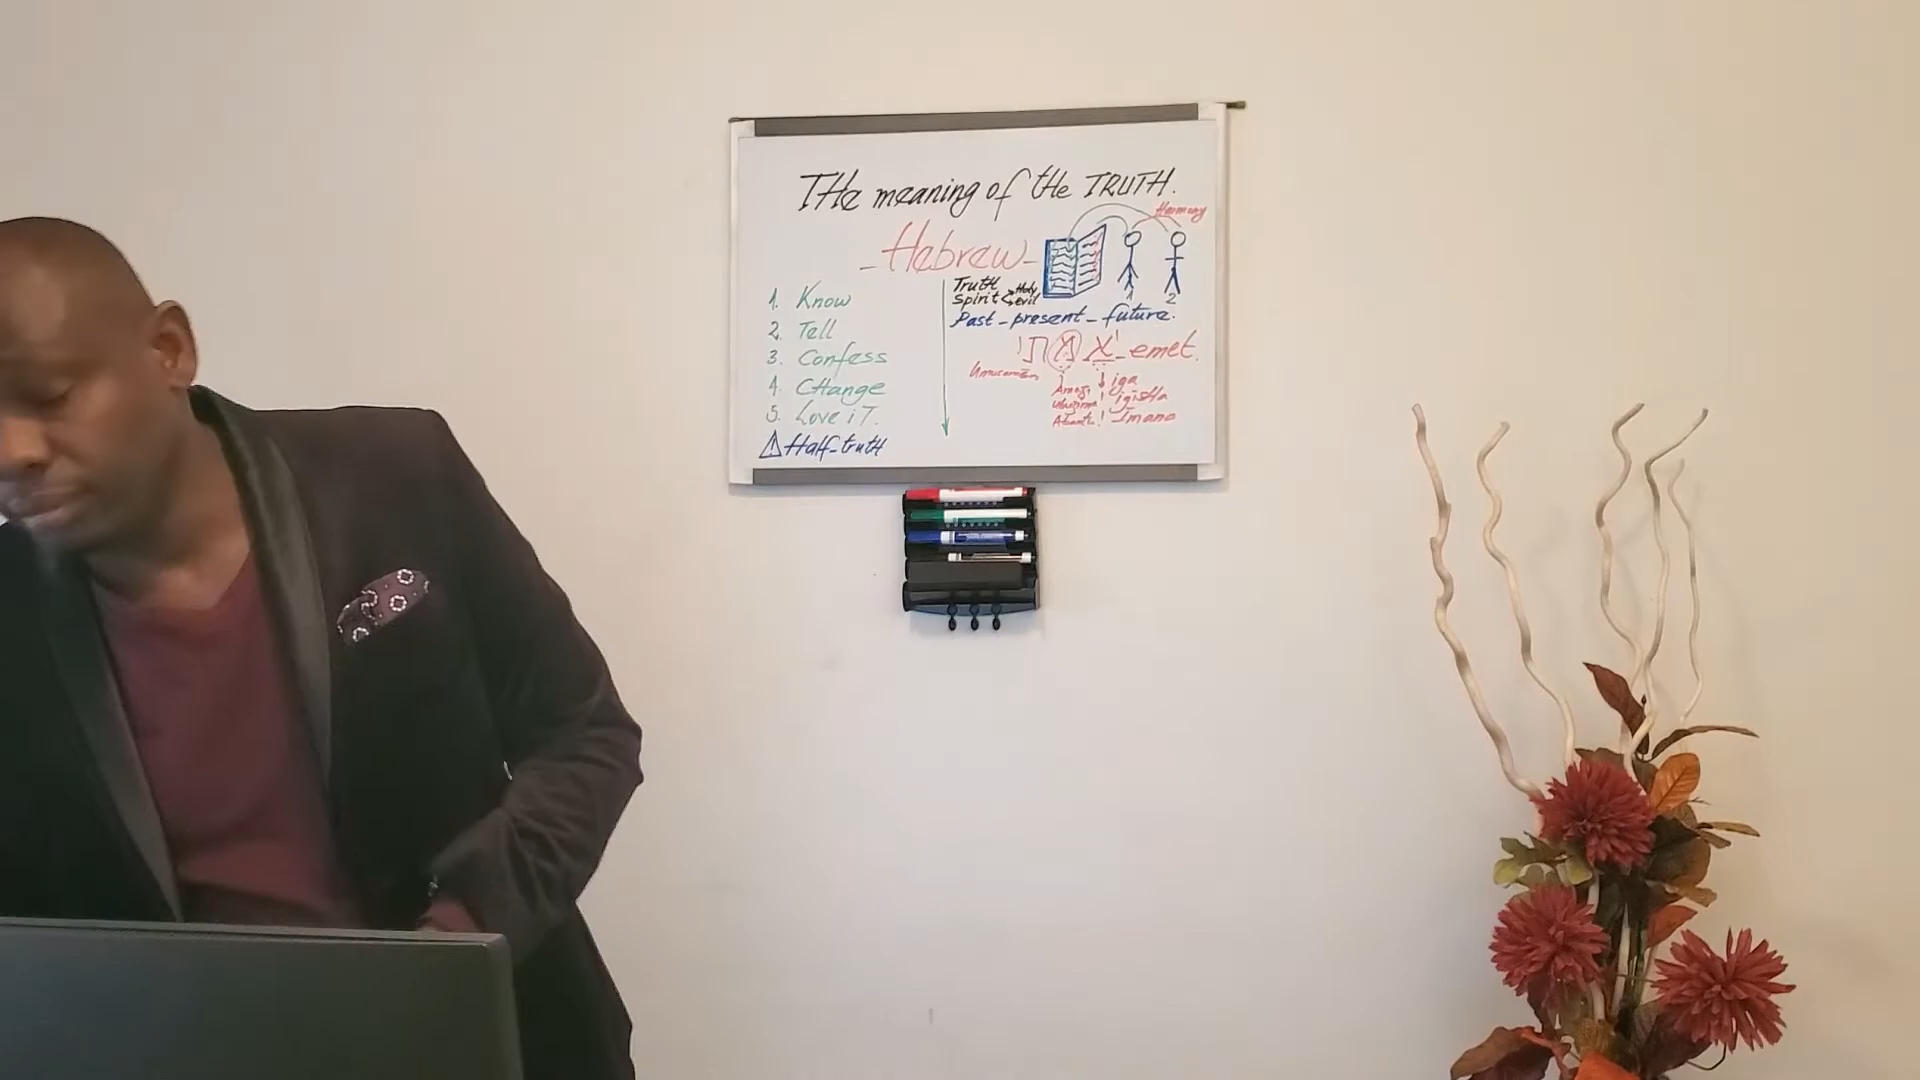 THe meaning of tHe TRUTH.
Harmony
- Hebrew -
1. Know
2. Tell
3. Confess
4. CHange
5. Love iT.
⚠ Half-truth
Truth
Spirit < Holy
evil
1 2
Past - present - future.
emet.
iga
igisHa
Imana